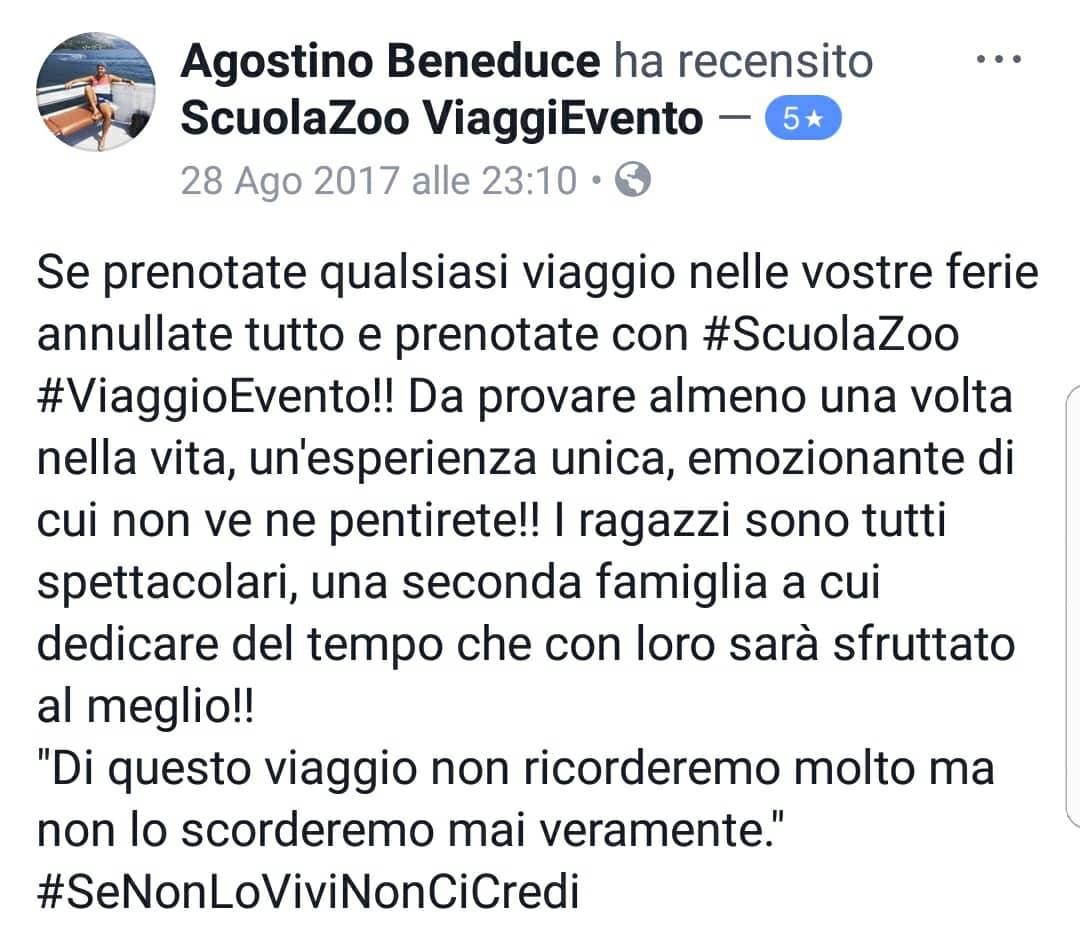 Agostino Beneduce ha recensito
ScuolaZoo ViaggiEvento — 5★
28 Ago 2017 alle 23:10 •
Se prenotate qualsiasi viaggio nelle vostre ferie
annullate tutto e prenotate con #ScuolaZoo
#ViaggioEvento!! Da provare almeno una volta
nella vita, un'esperienza unica, emozionante di
cui non ve ne pentirete!! I ragazzi sono tutti
spettacolari, una seconda famiglia a cui
dedicare del tempo che con loro sarà sfruttato
al meglio!!
"Di questo viaggio non ricorderemo molto ma
non lo scorderemo mai veramente."
#SeNonLoViviNonCiCredi